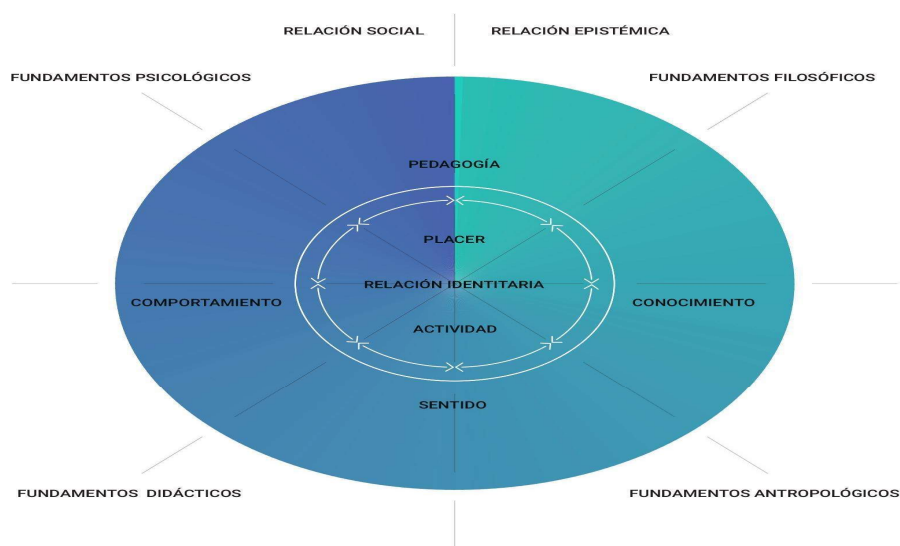 RELACIÓN SOCIAL
RELACIÓN EPISTÉMICA
FUNDAMENTOS PSICOLÓGICOS
FUNDAMENTOS FILOSÓFICOS
PEDAGOGÍA
PLACER
RELACIÓN IDENTITARIA
COMPORTAMIENTO
CONOCIMIENTO
ACTIVIDAD
SENTIDO
FUNDAMENTOS DIDÁCTICOS
FUNDAMENTOS ANTROPOLÓGICOS